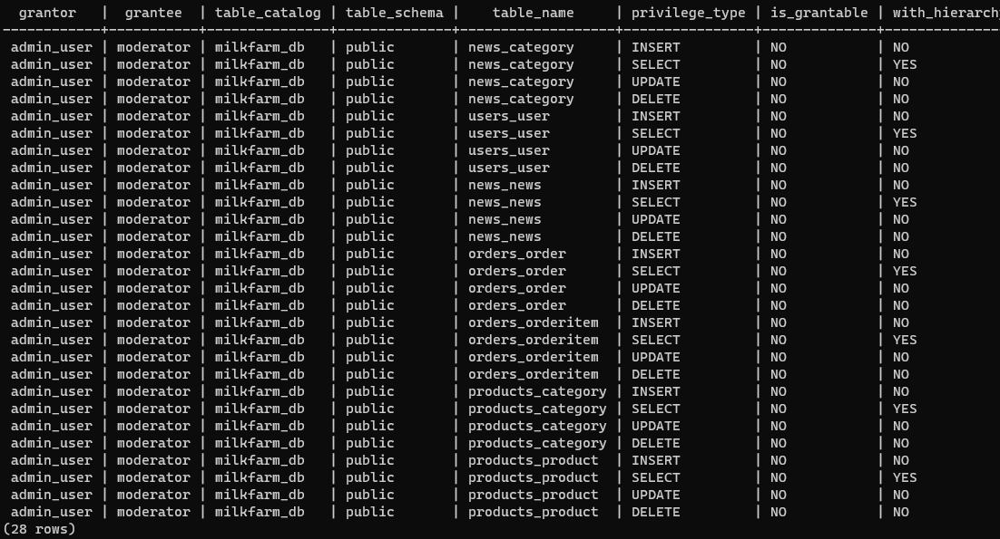 grantor | grantee | table_catalog | table_schema | table_name | privilege_type | is_grantable | with_hierarchy
------------+-----------+---------------+--------------+-------------------+----------------+--------------+---------------
admin_user | moderator | milkfarm_db | public | news_category | INSERT | NO | NO
admin_user | moderator | milkfarm_db | public | news_category | SELECT | NO | YES
admin_user | moderator | milkfarm_db | public | news_category | UPDATE | NO | NO
admin_user | moderator | milkfarm_db | public | news_category | DELETE | NO | NO
admin_user | moderator | milkfarm_db | public | users_user | INSERT | NO | NO
admin_user | moderator | milkfarm_db | public | users_user | SELECT | NO | YES
admin_user | moderator | milkfarm_db | public | users_user | UPDATE | NO | NO
admin_user | moderator | milkfarm_db | public | users_user | DELETE | NO | NO
admin_user | moderator | milkfarm_db | public | news_news | INSERT | NO | NO
admin_user | moderator | milkfarm_db | public | news_news | SELECT | NO | YES
admin_user | moderator | milkfarm_db | public | news_news | UPDATE | NO | NO
admin_user | moderator | milkfarm_db | public | news_news | DELETE | NO | NO
admin_user | moderator | milkfarm_db | public | orders_order | INSERT | NO | NO
admin_user | moderator | milkfarm_db | public | orders_order | SELECT | NO | YES
admin_user | moderator | milkfarm_db | public | orders_order | UPDATE | NO | NO
admin_user | moderator | milkfarm_db | public | orders_order | DELETE | NO | NO
admin_user | moderator | milkfarm_db | public | orders_orderitem | INSERT | NO | NO
admin_user | moderator | milkfarm_db | public | orders_orderitem | SELECT | NO | YES
admin_user | moderator | milkfarm_db | public | orders_orderitem | UPDATE | NO | NO
admin_user | moderator | milkfarm_db | public | orders_orderitem | DELETE | NO | NO
admin_user | moderator | milkfarm_db | public | products_category | INSERT | NO | NO
admin_user | moderator | milkfarm_db | public | products_category | SELECT | NO | YES
admin_user | moderator | milkfarm_db | public | products_category | UPDATE | NO | NO
admin_user | moderator | milkfarm_db | public | products_category | DELETE | NO | NO
admin_user | moderator | milkfarm_db | public | products_product | INSERT | NO | NO
admin_user | moderator | milkfarm_db | public | products_product | SELECT | NO | YES
admin_user | moderator | milkfarm_db | public | products_product | UPDATE | NO | NO
admin_user | moderator | milkfarm_db | public | products_product | DELETE | NO | NO
(28 rows)